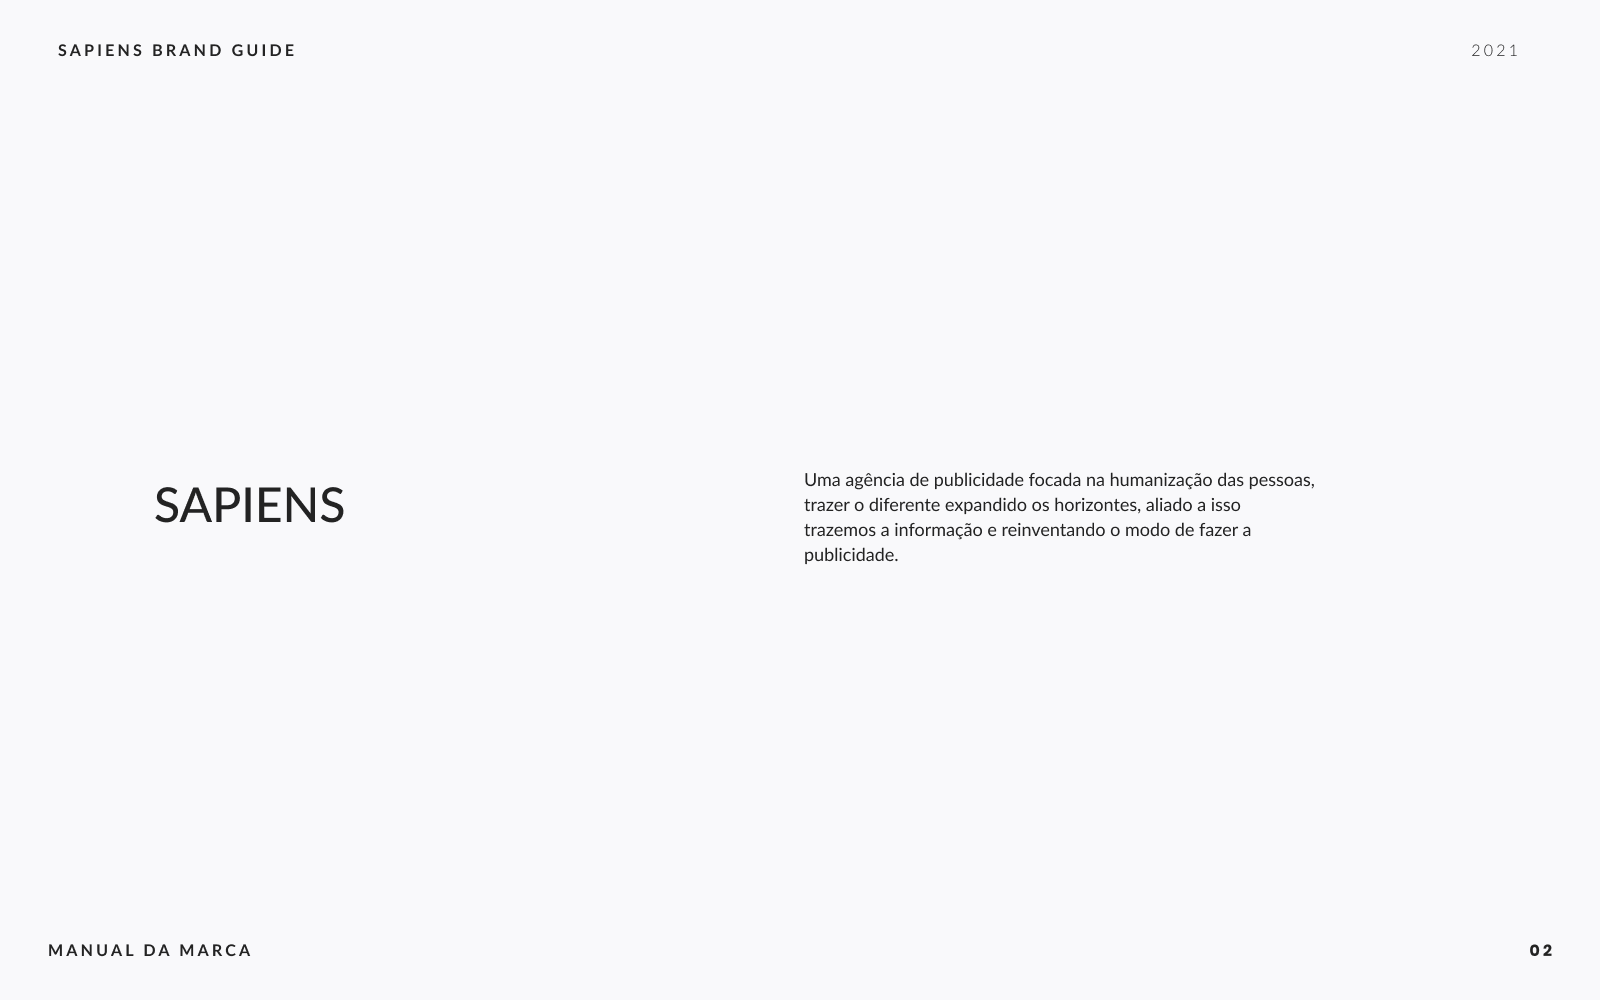 SAPIENS BRAND GUIDE
2021
SAPIENS
Uma agência de publicidade focada na humanização das pessoas,
trazer o diferente expandido os horizontes, aliado a isso
trazemos a informação e reinventando o modo de fazer a
publicidade.
MANUAL DA MARCA
02